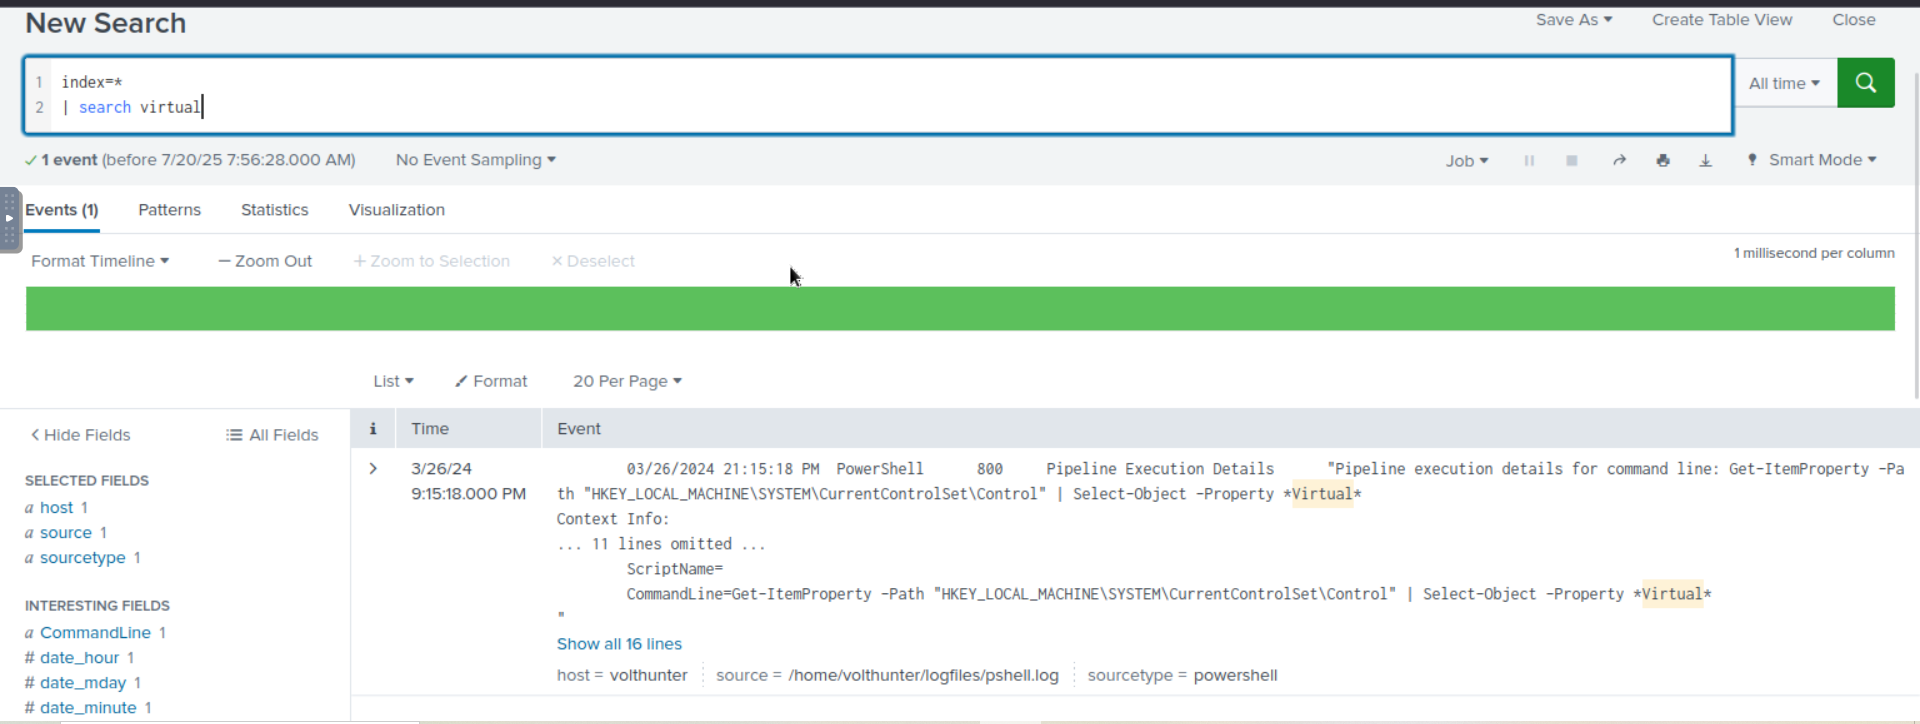 New Search
Save As
Create Table View
Close
1 index=*
2 | search virtual
All time
1 event (before 7/20/25 7:56:28.000 AM)
No Event Sampling
Job
Smart Mode
Events (1)
Patterns
Statistics
Visualization
Format Timeline
— Zoom Out
+ Zoom to Selection
× Deselect
1 millisecond per column
List
Format
20 Per Page
Hide Fields
All Fields
SELECTED FIELDS
a host 1
a source 1
a sourcetype 1
INTERESTING FIELDS
a CommandLine 1
# date_hour 1
# date_mday 1
# date_minute 1
i
Time
Event
3/26/24
9:15:18.000 PM
03/26/2024 21:15:18 PM PowerShell 800 Pipeline Execution Details "Pipeline execution details for command line: Get-ItemProperty -Pa
th "HKEY_LOCAL_MACHINE\SYSTEM\CurrentControlSet\Control" | Select-Object -Property *Virtual*
Context Info:
... 11 lines omitted ...
ScriptName=
CommandLine=Get-ItemProperty -Path "HKEY_LOCAL_MACHINE\SYSTEM\CurrentControlSet\Control" | Select-Object -Property *Virtual*
"
Show all 16 lines
host = volthunter
source = /home/volthunter/logfiles/pshell.log
sourcetype = powershell